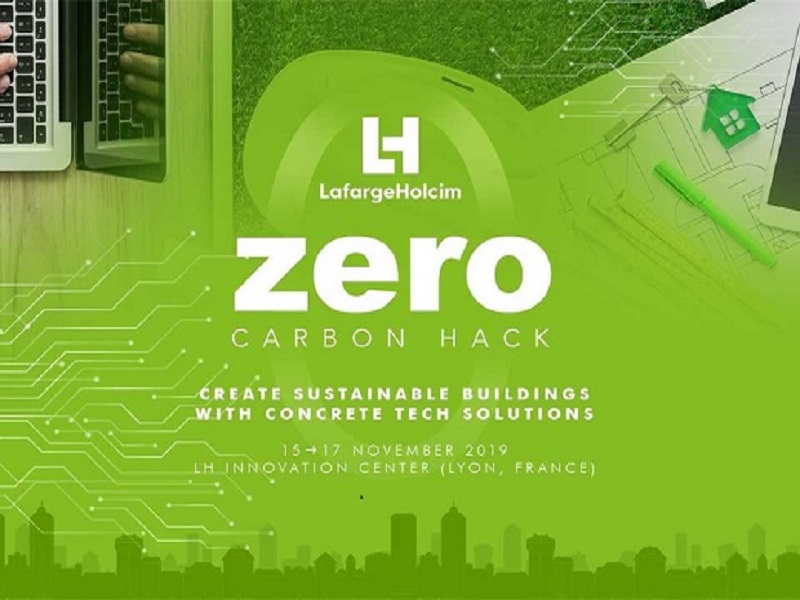 LH
LafargeHolcim
zero
CARBON HACK
CREATE SUSTAINABLE BUILDINGS
WITH CONCRETE TECH SOLUTIONS
15→17 NOVEMBER 2019
LH INNOVATION CENTER (LYON, FRANCE)